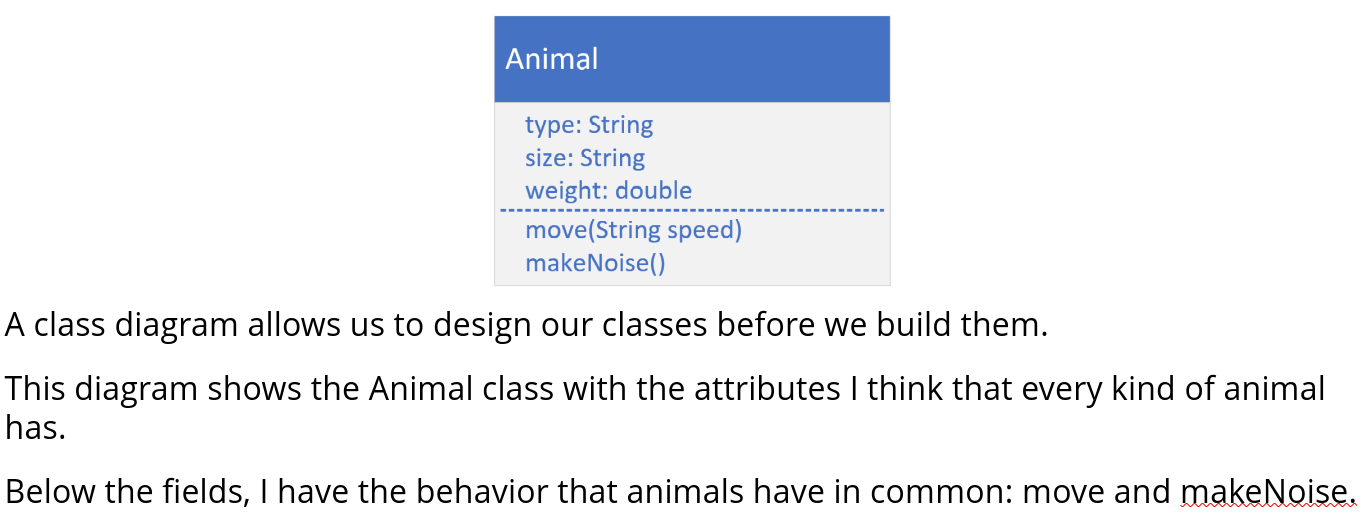 Animal
type: String
size: String
weight: double
move(String speed)
makeNoise()
A class diagram allows us to design our classes before we build them.
This diagram shows the Animal class with the attributes I think that every kind of animal
has.
Below the fields, I have the behavior that animals have in common: move and makeNoise.